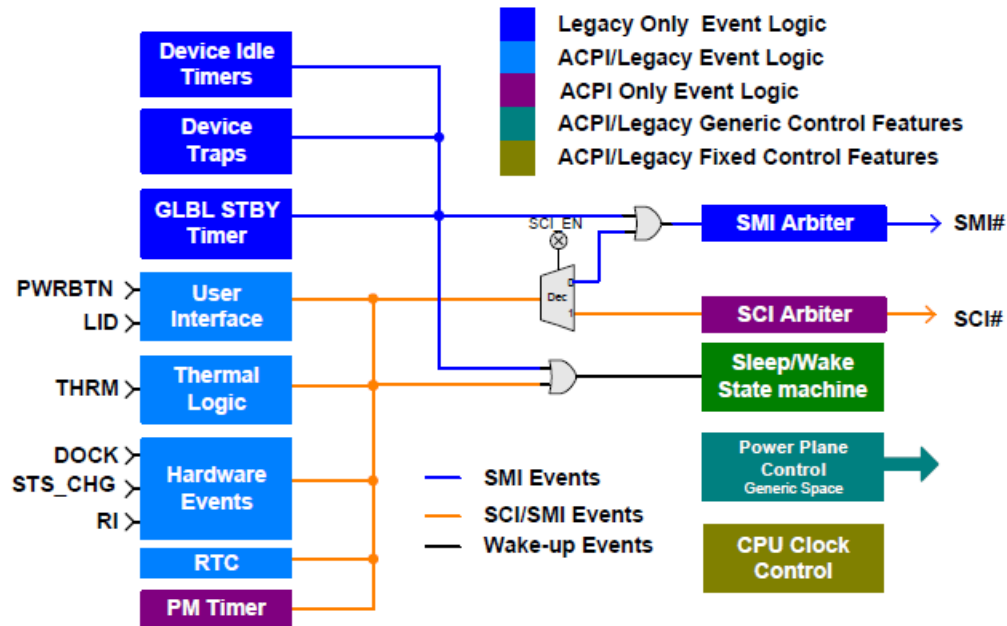 Legacy Only Event Logic
ACPI/Legacy Event Logic
ACPI Only Event Logic
ACPI/Legacy Generic Control Features
ACPI/Legacy Fixed Control Features
Device Idle
Timers
Device
Traps
GLBL STBY
Timer
PWRBTN
LID
User
Interface
THRM
Thermal
Logic
DOCK
STS_CHG
RI
Hardware
Events
RTC
PM Timer
SCI_EN
Dec
0
1
SMI Arbiter
SMI#
SCI Arbiter
SCI#
Sleep/Wake
State machine
Power Plane
Control
Generic Space
CPU Clock
Control
SMI Events
SCI/SMI Events
Wake-up Events